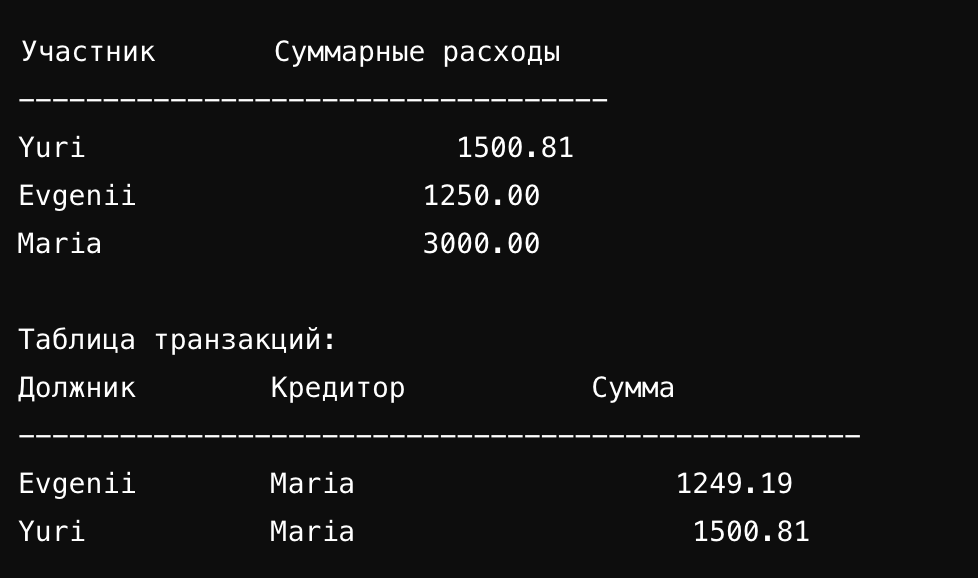 Участник Суммарные расходы
-----------------------------------
Yuri 1500.81
Evgenii 1250.00
Maria 3000.00
Таблица транзакций:
Должник Кредитор Сумма
--------------------------------------------------
Evgenii Maria 1249.19
Yuri Maria 1500.81